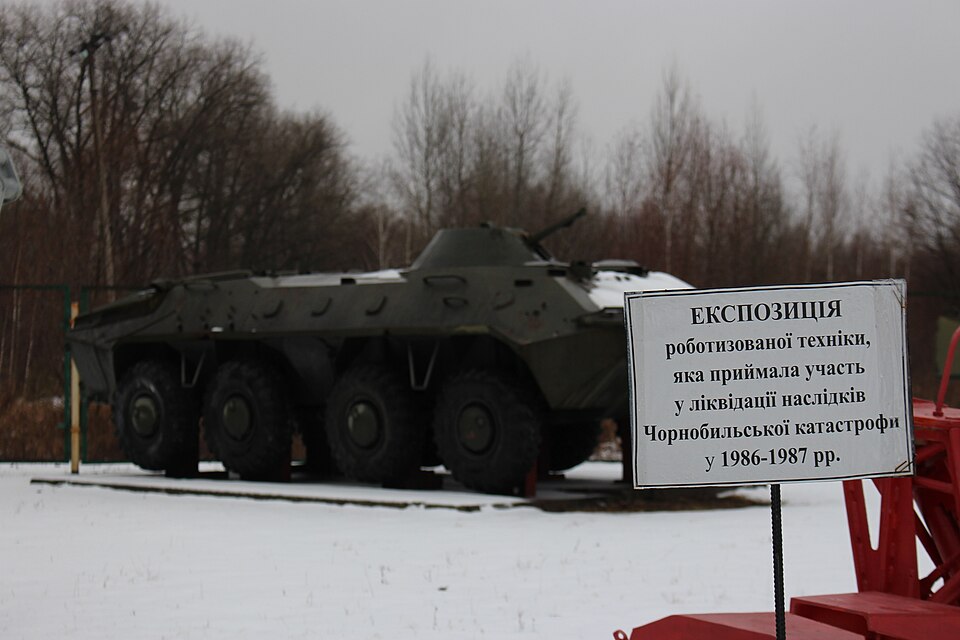 ЕКСПОЗИЦІЯ
роботизованої техніки,
яка приймала участь
у ліквідації наслідків
Чорнобильської катастрофи
у 1986-1987 рр.